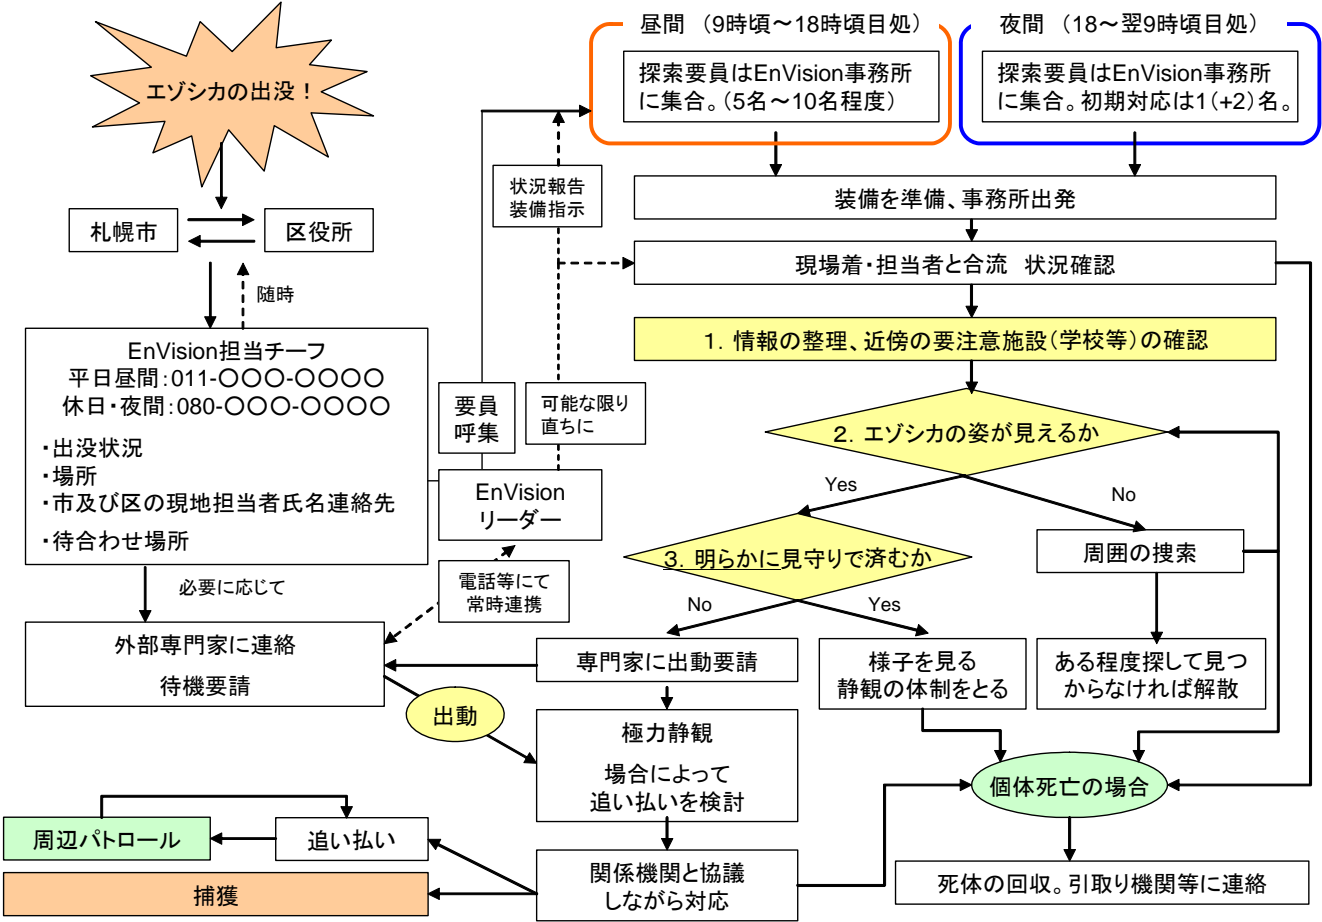 エゾシカの出没！
札幌市
区役所
随時
EnVision担当チーフ
平日昼間：011-〇〇〇-〇〇〇〇
休日・夜間：080-〇〇〇-〇〇〇〇
・出没状況
・場所
・市及び区の現地担当者氏名連絡先
・待合わせ場所
必要に応じて
外部専門家に連絡
待機要請
出動
要員
呼集
EnVision
リーダー
電話等にて
常時連携
状況報告
装備指示
可能な限り
直ちに
昼間 （9時頃～18時頃目処）
探索要員はEnVision事務所
に集合。（5名～10名程度）
夜間 （18～翌9時頃目処）
探索要員はEnVision事務所
に集合。初期対応は1（+2）名。
装備を準備、事務所出発
現場着・担当者と合流 状況確認
1．情報の整理、近傍の要注意施設（学校等）の確認
2．エゾシカの姿が見えるか
Yes
No
3．明らかに見守りで済むか
周囲の捜索
No
Yes
専門家に出動要請
様子を見る
静観の体制をとる
ある程度探して見つ
からなければ解散
極力静観
場合によって
追い払いを検討
個体死亡の場合
関係機関と協議
しながら対応
死体の回収。引取り機関等に連絡
周辺パトロール
追い払い
捕獲